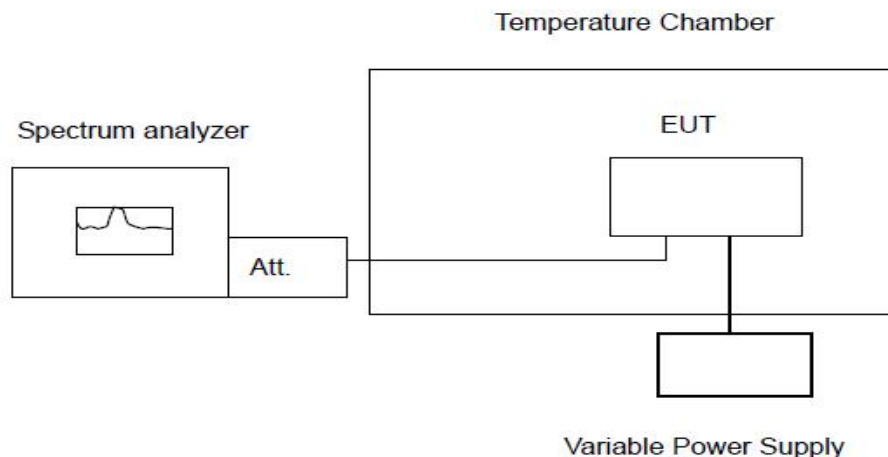 Temperature Chamber
Spectrum analyzer
EUT
Att.
Variable Power Supply